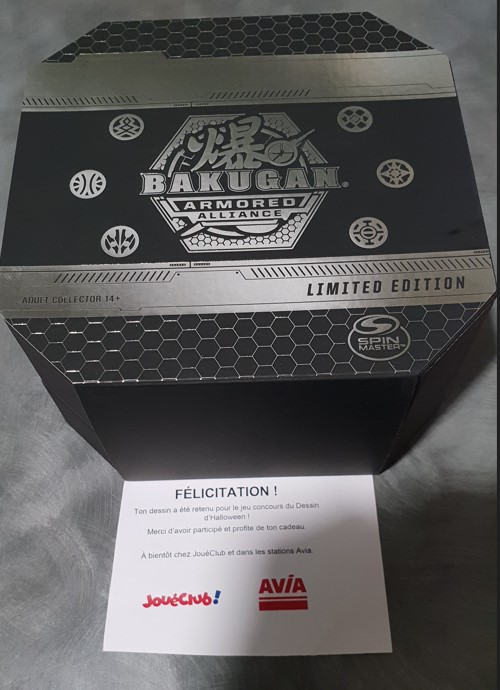 爆
BAKUGAN®
ARMORED
ALLIANCE
ADULT COLLECTOR 14+
LIMITED EDITION
SPIN
MASTER™
FÉLICITATION !
Ton dessin a été retenu pour le jeu concours du Dessin
d'Halloween !
Merci d'avoir participé et profite de ton cadeau.
À bientôt chez JouéClub et dans les stations Avia.
JouéClub!
AVIA